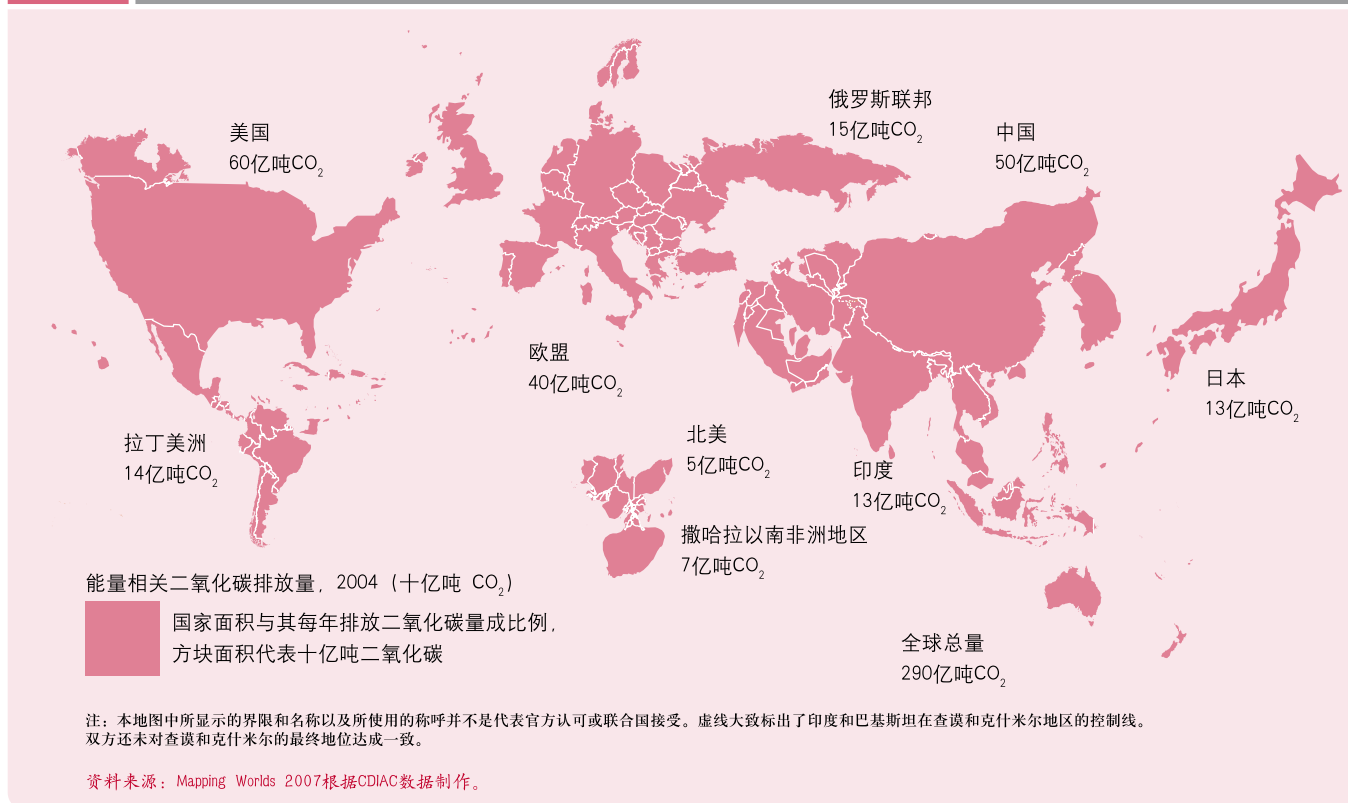 俄罗斯联邦
15亿吨CO₂
美国
60亿吨CO₂
中国
50亿吨CO₂
欧盟
40亿吨CO₂
日本
13亿吨CO₂
拉丁美洲
14亿吨CO₂
北美
5亿吨CO₂
印度
13亿吨CO₂
撒哈拉以南非洲地区
7亿吨CO₂
能量相关二氧化碳排放量，2004（十亿吨 CO₂）
国家面积与其每年排放二氧化碳量成比例，
方块面积代表十亿吨二氧化碳
全球总量
290亿吨CO₂
注：本地图中所显示的界限和名称以及所使用的称呼并不是代表官方认可或联合国接受。虚线大致标出了印度和巴基斯坦在查谟和克什米尔地区的控制线。
双方还未对查谟和克什米尔的最终地位达成一致。
资料来源：Mapping Worlds 2007根据CDIAC数据制作。